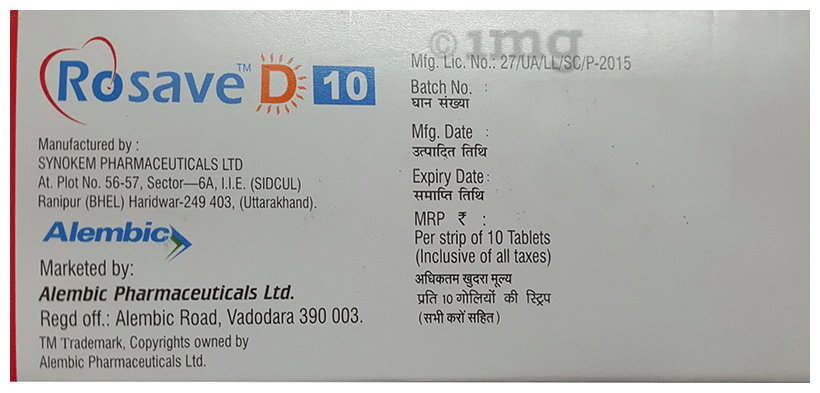 ©1mg
Rosave™ D 10
Manufactured by :
SYNOKEM PHARMACEUTICALS LTD
At. Plot No. 56-57, Sector—6A, I.I.E. (SIDCUL)
Ranipur (BHEL) Haridwar-249 403, (Uttarakhand).
Alembic
Marketed by:
Alembic Pharmaceuticals Ltd.
Regd off.: Alembic Road, Vadodara 390 003.
TM Trademark, Copyrights owned by
Alembic Pharmaceuticals Ltd.
Mfg. Lic. No.: 27/UA/LL/SC/P-2015
Batch No. :
घान संख्या
Mfg. Date :
उत्पादित तिथि
Expiry Date :
समाप्ति तिथि
MRP ₹ :
Per strip of 10 Tablets
(Inclusive of all taxes)
अधिकतम खुदरा मूल्य
प्रति 10 गोलियों की स्ट्रिप
(सभी करों सहित)